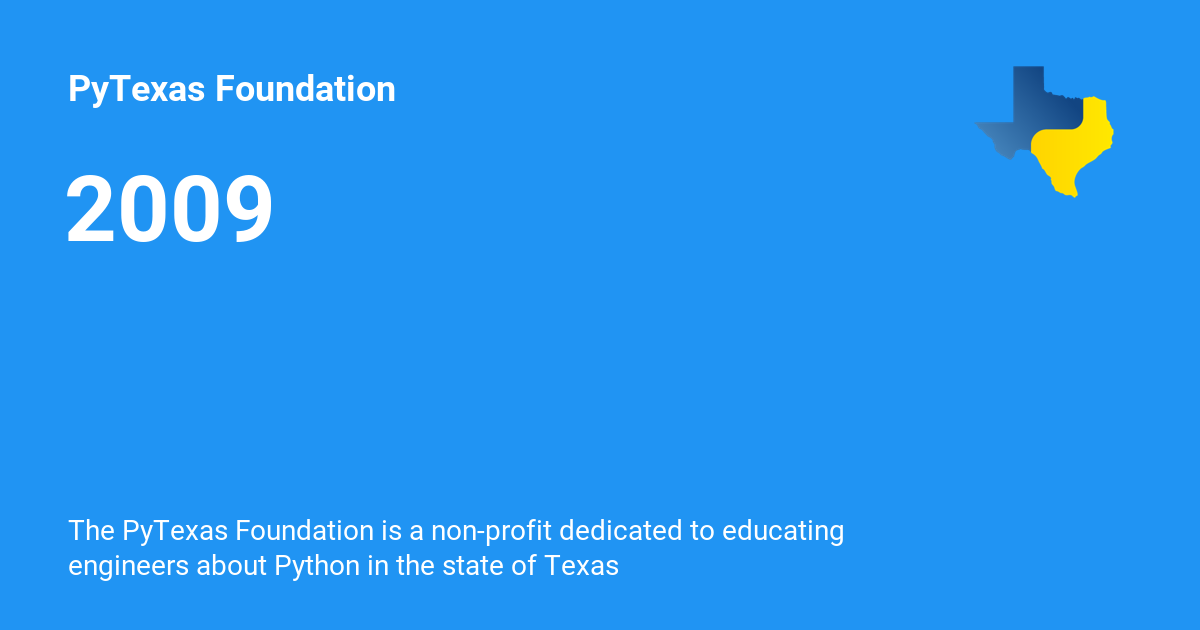 PyTexas Foundation
2009
The PyTexas Foundation is a non-profit dedicated to educating
engineers about Python in the state of Texas